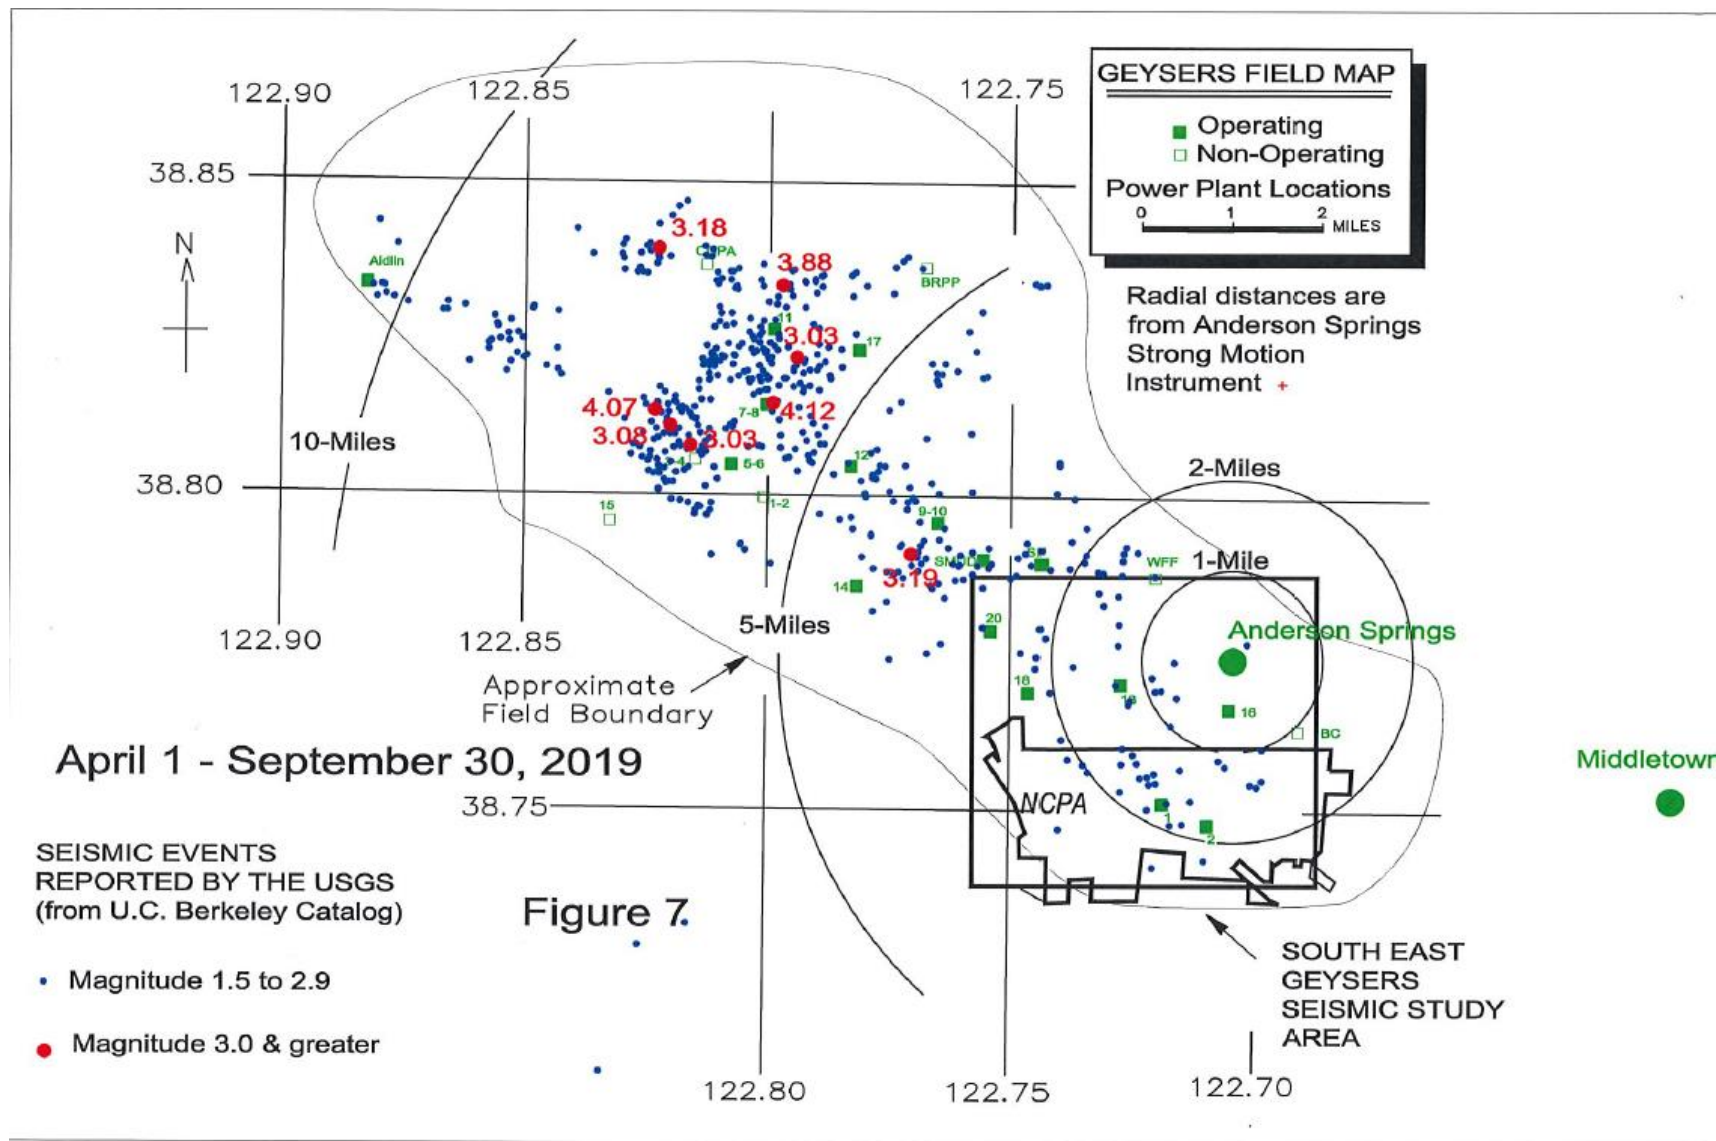 122.90
122.85
122.75
GEYSERS FIELD MAP
Operating
Non-Operating
Power Plant Locations
0 1 2
MILES
38.85
N
Aidlin
3.18
3.88
BRPP
Radial distances are
from Anderson Springs
Strong Motion
Instrument +
11
3.03
17
4.07
7-8
4.12
3.08
3.03
10-Miles
5-6
12
2-Miles
38.80
15
1-2
9-10
SMUD
WFF
1-Mile
3.19
14
122.90
122.85
5-Miles
20
Anderson Springs
Approximate
Field Boundary
18
16
BC
April 1 - September 30, 2019
Middletown
38.75
NCPA
1
2
SEISMIC EVENTS
REPORTED BY THE USGS
(from U.C. Berkeley Catalog)
Figure 7
SOUTH EAST
GEYSERS
SEISMIC STUDY
AREA
Magnitude 1.5 to 2.9
Magnitude 3.0 & greater
122.80
122.75
122.70